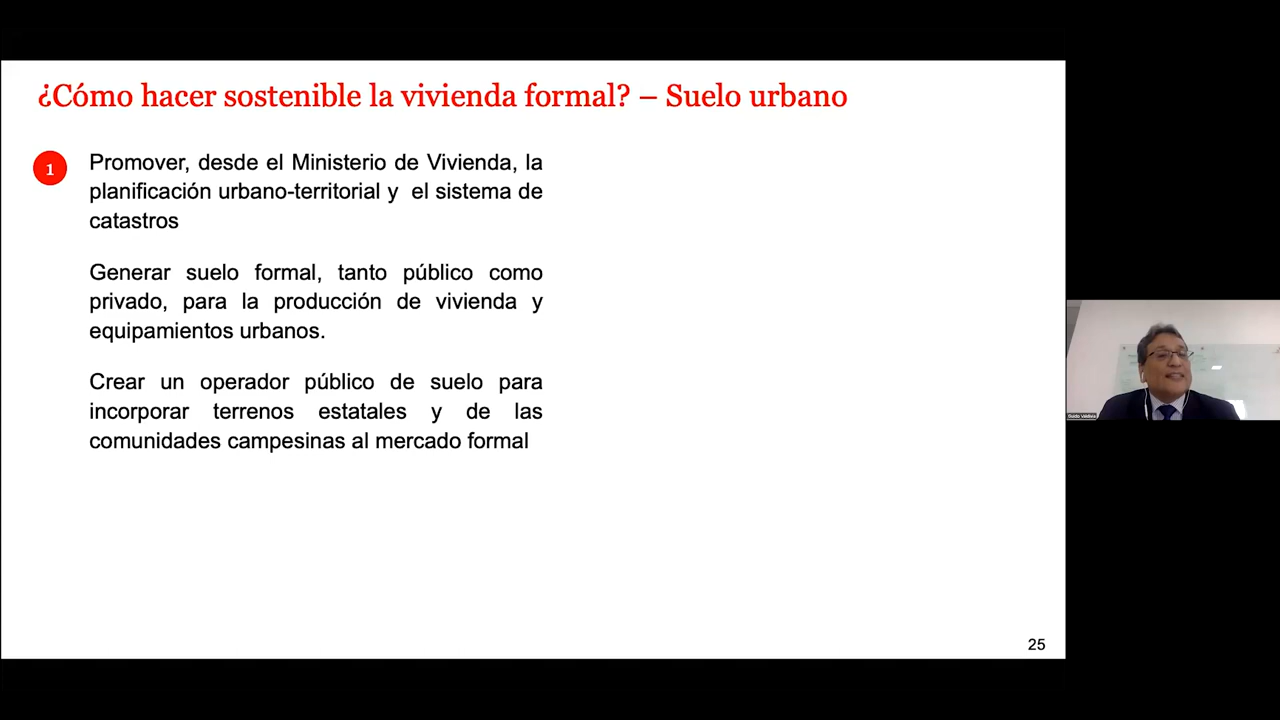 ¿Cómo hacer sostenible la vivienda formal? – Suelo urbano
1
Promover, desde el Ministerio de Vivienda, la
planificación urbano-territorial y el sistema de
catastros
Generar suelo formal, tanto público como
privado, para la producción de vivienda y
equipamientos urbanos.
Crear un operador público de suelo para
incorporar terrenos estatales y de las
comunidades campesinas al mercado formal
25
Guido Valdivia